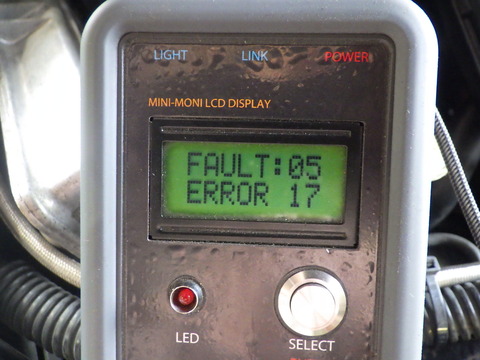 LIGHT LINK POWER
MINI-MONI LCD DISPLAY
FAULT:05
ERROR 17
LED
SELECT